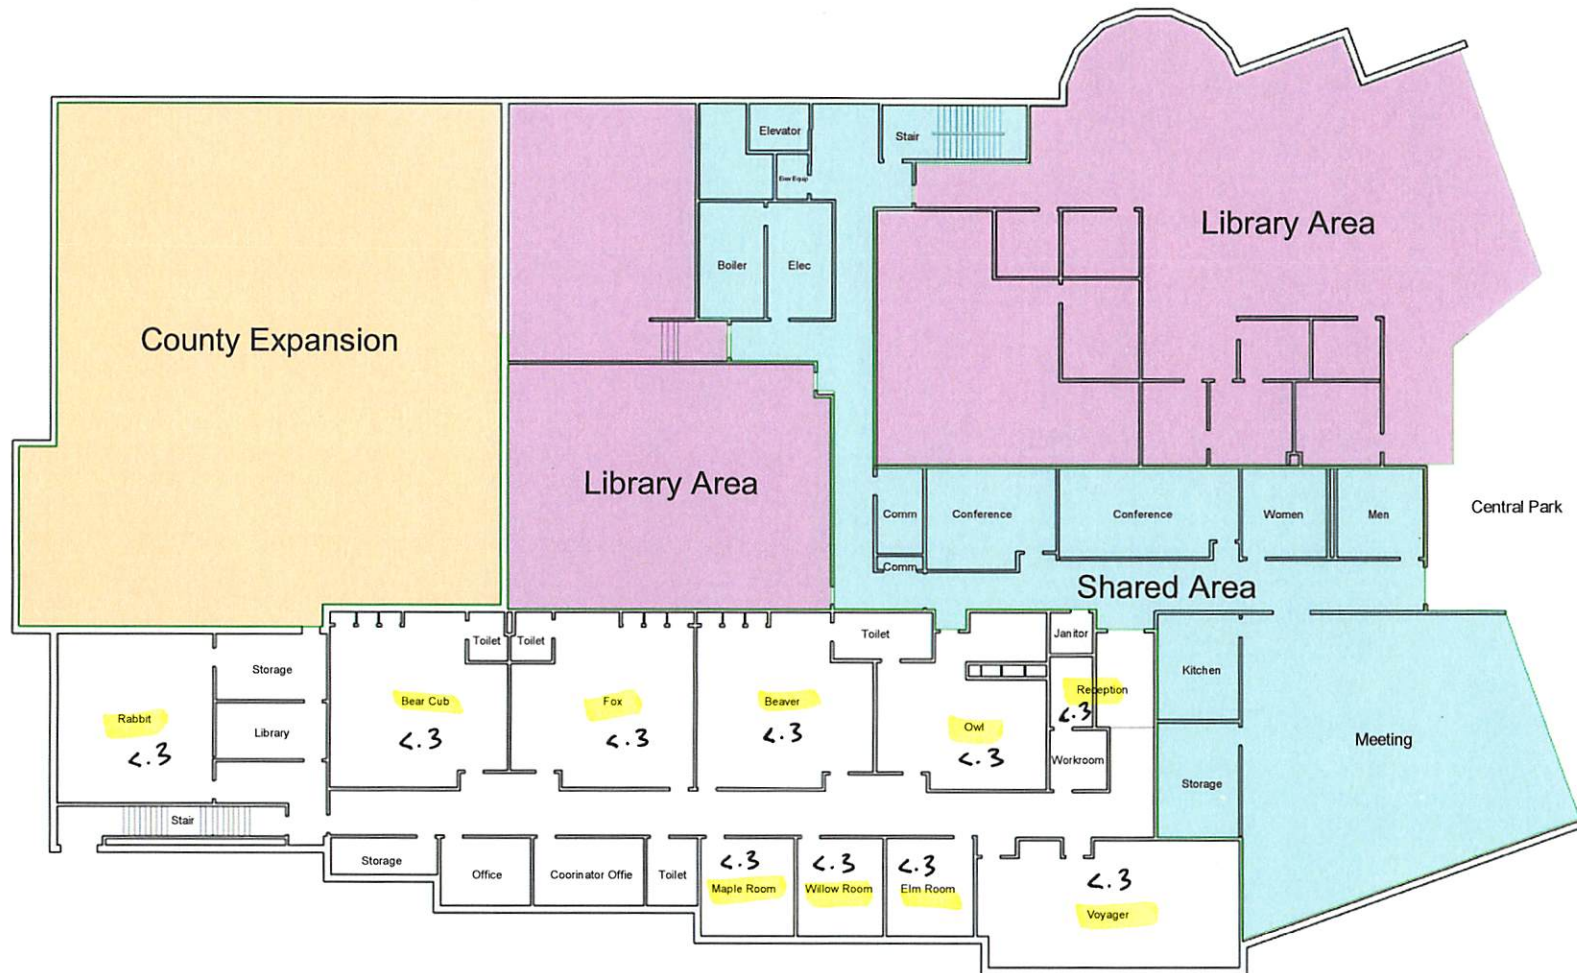 Elevator
Stair
Library Area
Boiler
Elec
County Expansion
Library Area
Comm
Conference
Conference
Women
Men
Central Park
Comm
Shared Area
Toilet
Toilet
Toilet
Janitor
Storage
Kitchen
Rabbit
<.3
Library
Bear Cub
<.3
Fox
<.3
Beaver
<.3
Owl
<.3
Reception
<.3
Workroom
Meeting
Storage
Stair
Storage
Office
Coorinator Offie
Toilet
<.3
Maple Room
<.3
Willow Room
<.3
Elm Room
<.3
Voyager